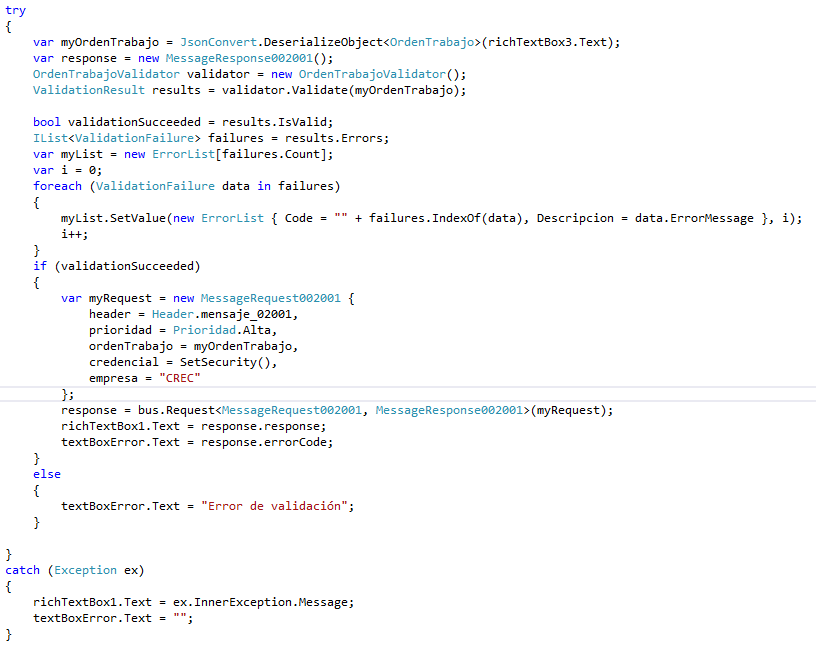 try
{
var myOrdenTrabajo = JsonConvert.DeserializeObject<OrdenTrabajo>(richTextBox3.Text);
var response = new MessageResponse002001();
OrdenTrabajoValidator validator = new OrdenTrabajoValidator();
ValidationResult results = validator.Validate(myOrdenTrabajo);
bool validationSucceeded = results.IsValid;
IList<ValidationFailure> failures = results.Errors;
var myList = new ErrorList[failures.Count];
var i = 0;
foreach (ValidationFailure data in failures)
{
myList.SetValue(new ErrorList { Code = "" + failures.IndexOf(data), Descripcion = data.ErrorMessage }, i);
i++;
}
if (validationSucceeded)
{
var myRequest = new MessageRequest002001 {
header = Header.mensaje_02001,
prioridad = Prioridad.Alta,
ordenTrabajo = myOrdenTrabajo,
credencial = SetSecurity(),
empresa = "CREC"
};
response = bus.Request<MessageRequest002001, MessageResponse002001>(myRequest);
richTextBox1.Text = response.response;
textBoxError.Text = response.errorCode;
}
else
{
textBoxError.Text = "Error de validación";
}
}
catch (Exception ex)
{
richTextBox1.Text = ex.InnerException.Message;
textBoxError.Text = "";
}